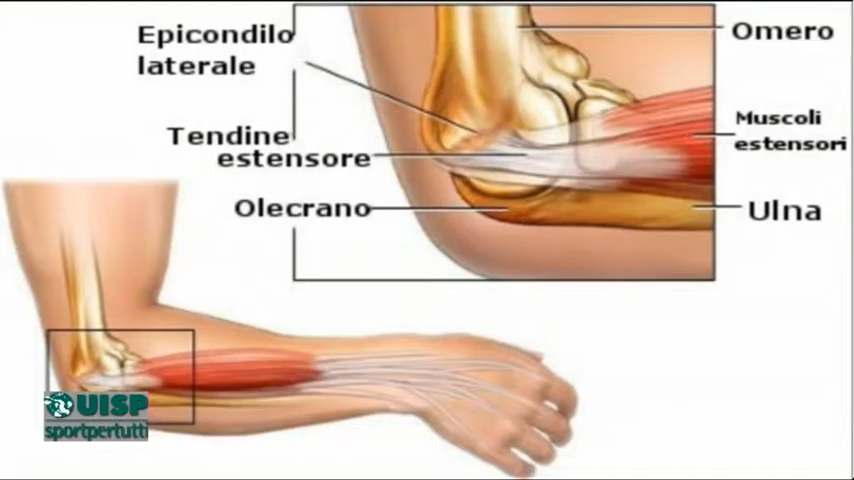 Epicondilo
laterale
Omero
Muscoli
estensori
Tendine
estensore
Olecrano
Ulna
UISP
sportpertutti